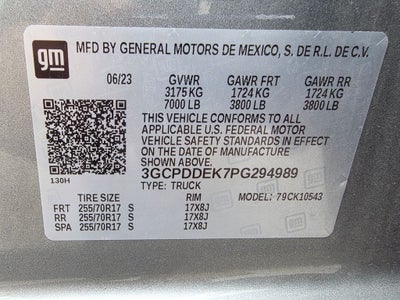 gm
MFD BY GENERAL MOTORS DE MEXICO, S. DE R.L. DE C.V.
06/23 GVWR GAWR FRT GAWR RR
3175 KG 1724 KG 1724 KG
7000 LB 3800 LB 3800 LB
THIS VEHICLE CONFORMS TO ALL
APPLICABLE U.S. FEDERAL MOTOR
VEHICLE SAFETY STANDARDS IN EFFECT
ON THE DATE OF MANUFACTURE
SHOWN ABOVE.
3GCPDDEK7PG294989
130H TYPE: TRUCK
TIRE SIZE RIM MODEL: 79CK10543
FRT 255/70R17 S 17X8J
RR 255/70R17 S 17X8J
SPA 255/70R17 S 17X8J